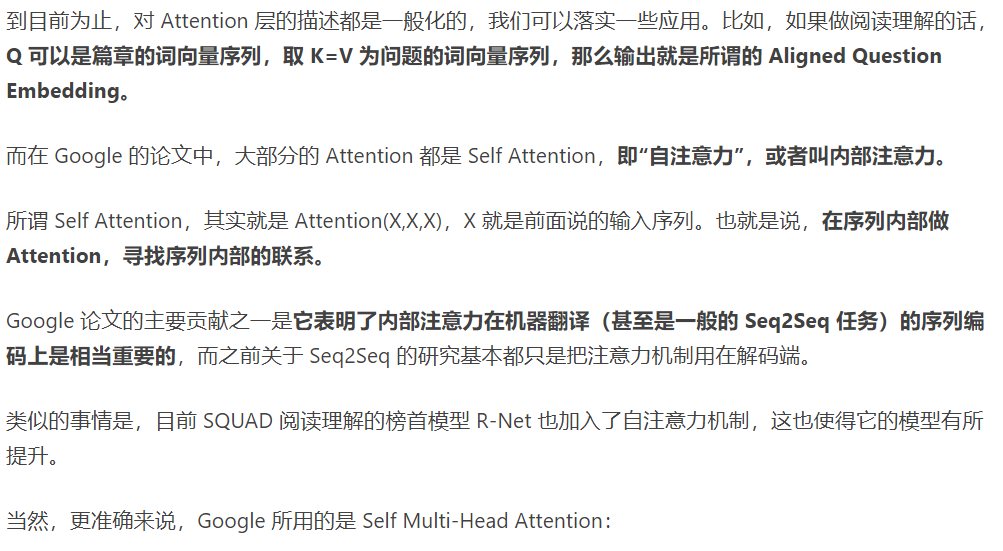 到目前为止，对 Attention 层的描述都是一般化的，我们可以落实一些应用。比如，如果做阅读理解的话，
Q 可以是篇章的词向量序列，取 K=V 为问题的词向量序列，那么输出就是所谓的 Aligned Question
Embedding。
而在 Google 的论文中，大部分的 Attention 都是 Self Attention，即“自注意力”，或者叫内部注意力。
所谓 Self Attention，其实就是 Attention(X,X,X)，X 就是前面说的输入序列。也就是说，在序列内部做
Attention，寻找序列内部的联系。
Google 论文的主要贡献之一是它表明了内部注意力在机器翻译（甚至是一般的 Seq2Seq 任务）的序列编
码上是相当重要的，而之前关于 Seq2Seq 的研究基本都只是把注意力机制用在解码端。
类似的事情是，目前 SQUAD 阅读理解的榜首模型 R-Net 也加入了自注意力机制，这也使得它的模型有所
提升。
当然，更准确来说，Google 所用的是 Self Multi-Head Attention：